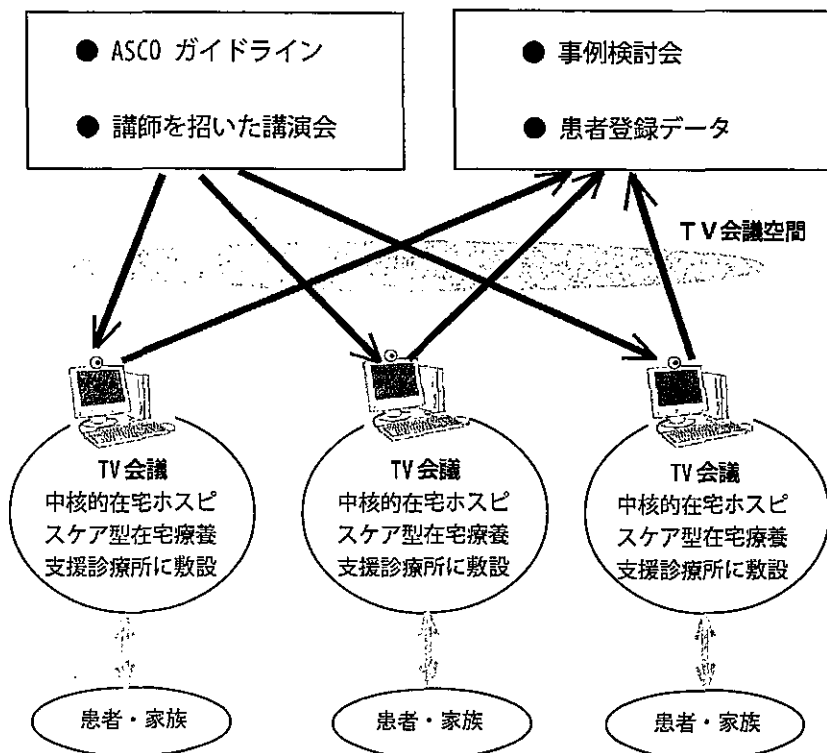 ● ASCO ガイドライン
● 講師を招いた講演会
● 事例検討会
● 患者登録データ
ＴＶ会議空間
TV会議
中核的在宅ホスピ
スケア型在宅療養
支援診療所に敷設
TV会議
中核的在宅ホスピ
スケア型在宅療養
支援診療所に敷設
TV会議
中核的在宅ホスピ
スケア型在宅療養
支援診療所に敷設
患者・家族
患者・家族
患者・家族